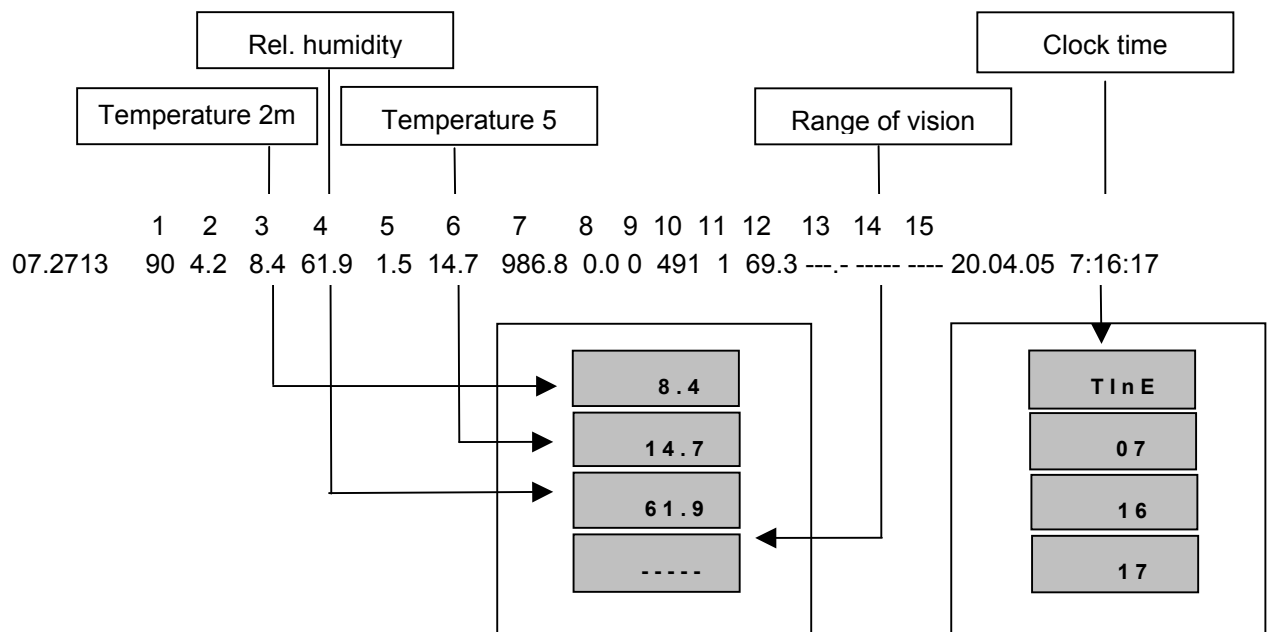 Rel. humidity
Clock time
Temperature 2m
Temperature 5
Range of vision
1 2 3 4 5 6 7 8 9 10 11 12 13 14 15
07.2713 90 4.2 8.4 61.9 1.5 14.7 986.8 0.0 0 491 1 69.3 ---.- ----- ---- 20.04.05 7:16:17
8.4
TInE
14.7
07
61.9
16
-----
17